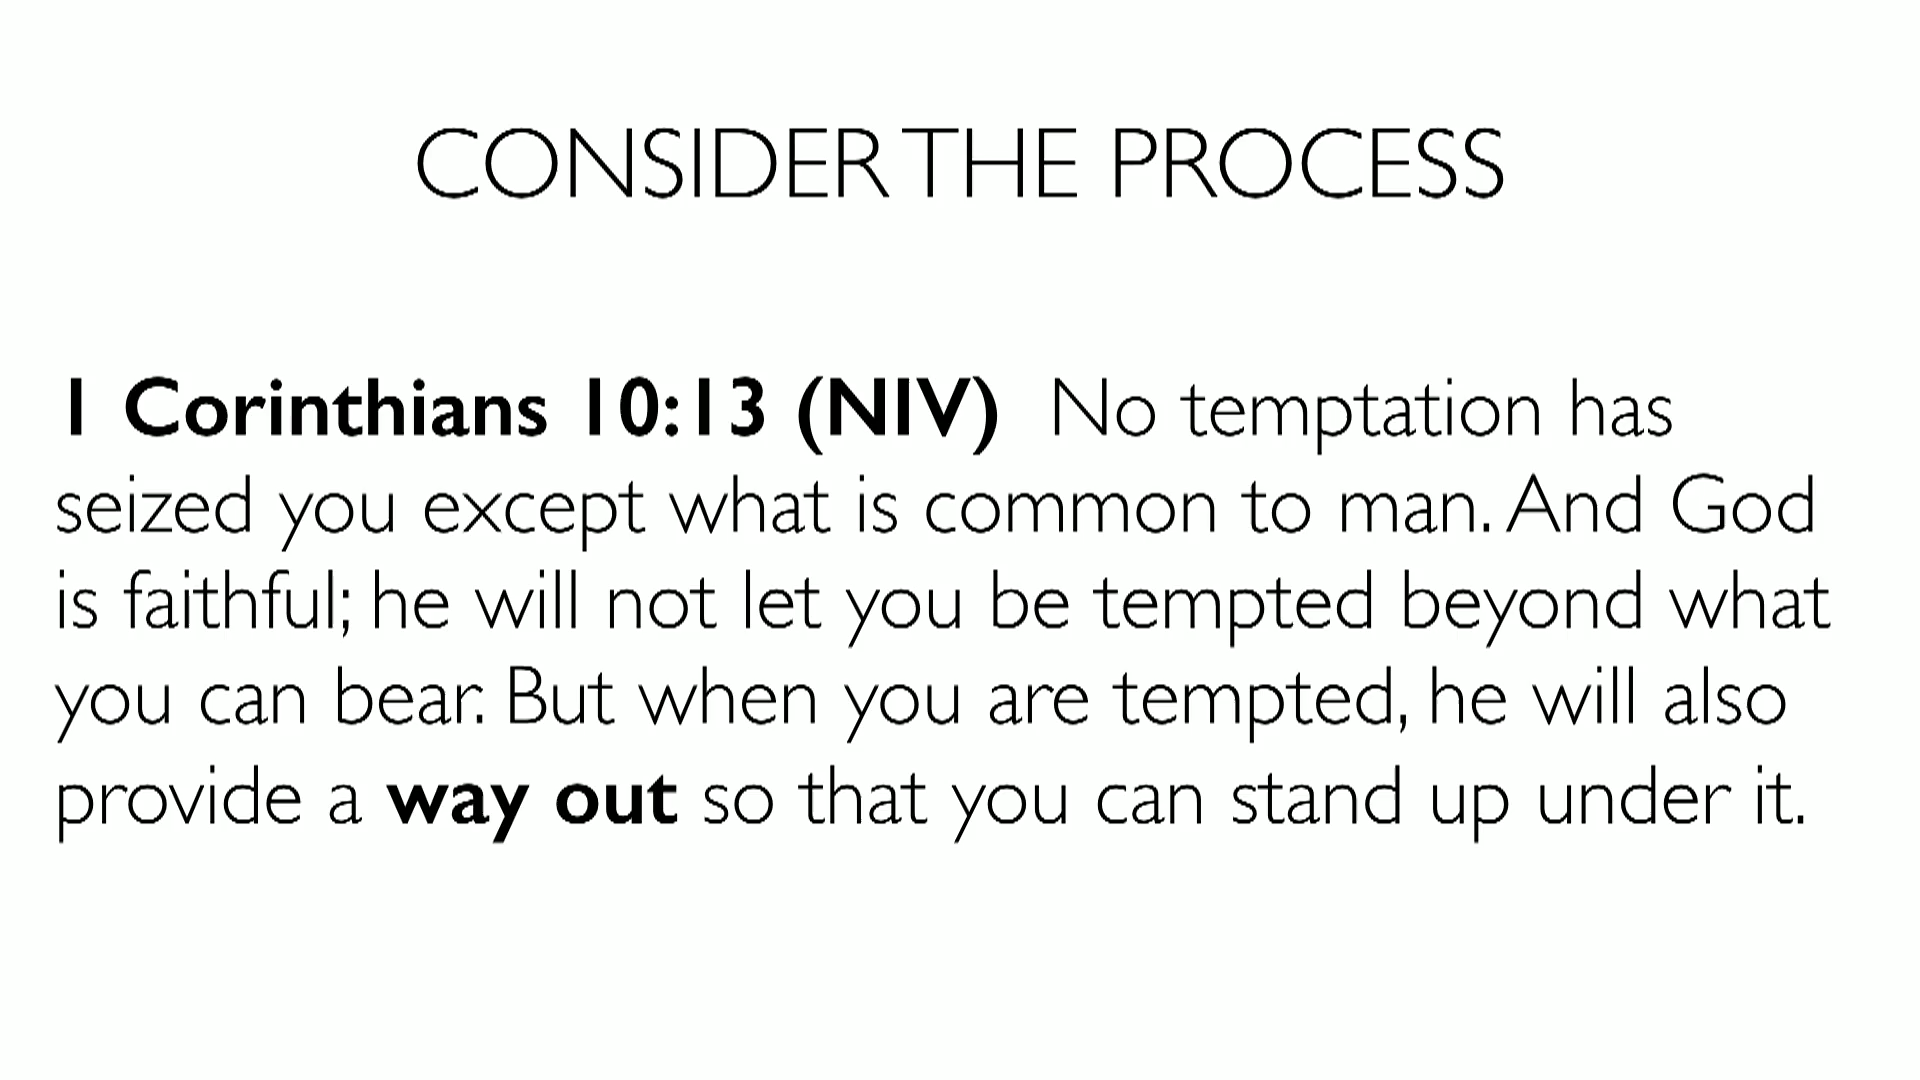 CONSIDER THE PROCESS
1 Corinthians 10:13 (NIV) No temptation has
seized you except what is common to man. And God
is faithful; he will not let you be tempted beyond what
you can bear. But when you are tempted, he will also
provide a way out so that you can stand up under it.